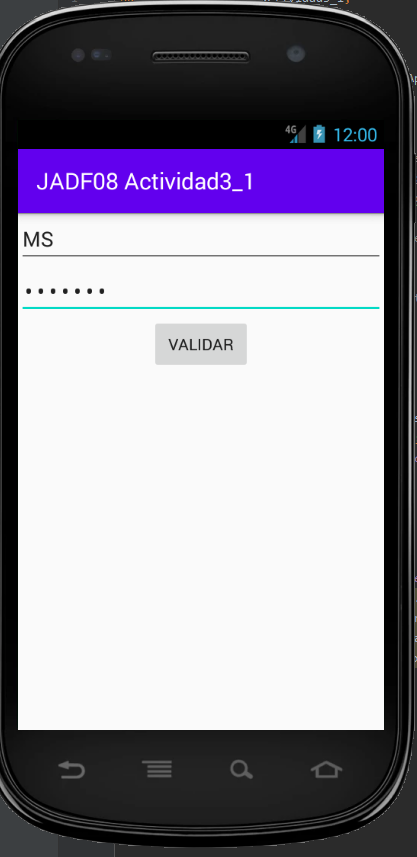 4G 12:00
JADF08 Actividad3_1
MS
•••••••
VALIDAR